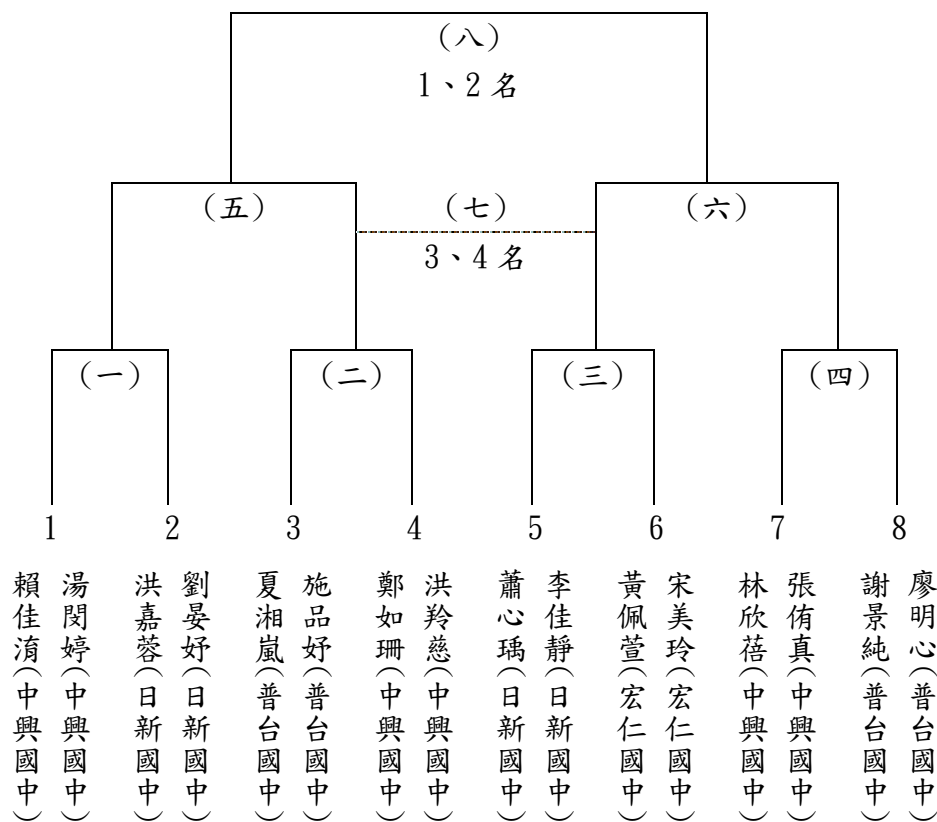 (八)
1、2名
(五)
(七)
(六)
3、4名
(一)
(二)
(三)
(四)
1
2
3
4
5
6
7
8
賴佳淯(中興國中)
湯閔婷(中興國中)
洪嘉蓉(日新國中)
劉晏妤(日新國中)
夏湘嵐(普台國中)
施品妤(普台國中)
鄭如珊(中興國中)
洪羚慈(中興國中)
蕭心瑀(日新國中)
李佳靜(日新國中)
黃佩萱(宏仁國中)
宋美玲(宏仁國中)
林欣蓓(中興國中)
張侑真(中興國中)
謝景純(普台國中)
廖明心(普台國中)